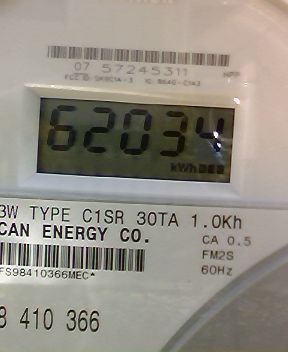 07 57245311
62034
kWh
3W TYPE C1SR 30TA 1.0Kh
CAN ENERGY CO.
CA 0.5
FM2S
60Hz
FS98410366MEC*
8 410 366